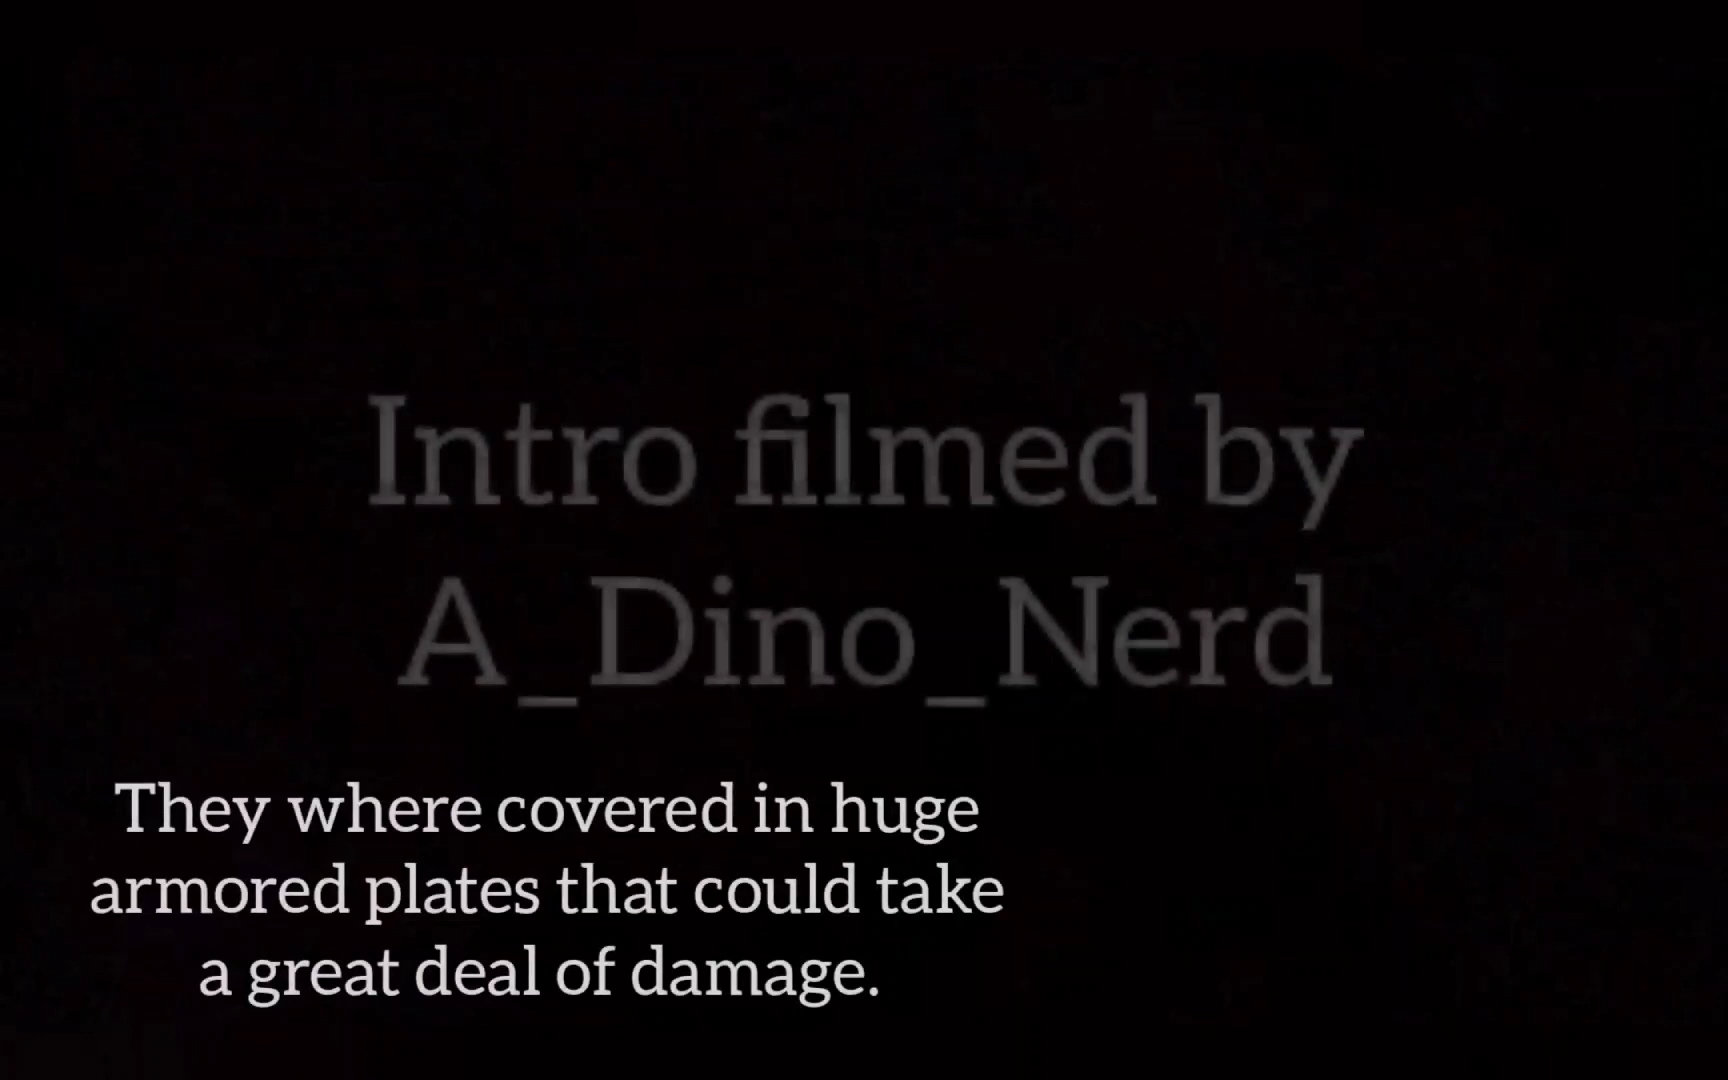 Intro filmed by
A_Dino_Nerd
They where covered in huge
armored plates that could take
a great deal of damage.